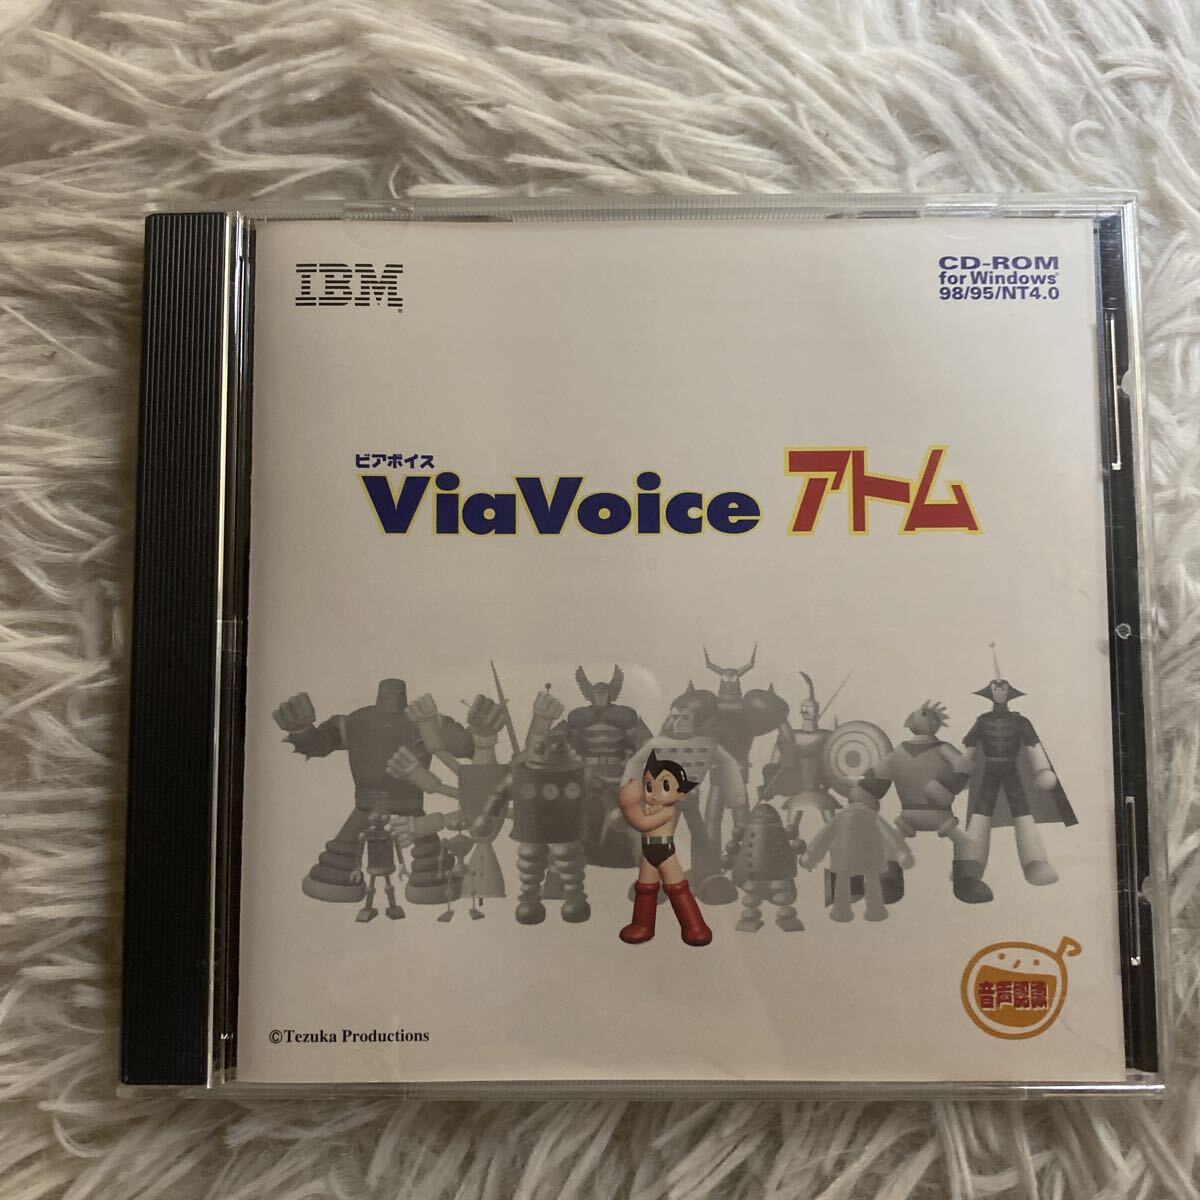 IBM
CD-ROM
for Windows®
98/95/NT4.0
ビアボイス
ViaVoice アトム
音声認識
©Tezuka Productions